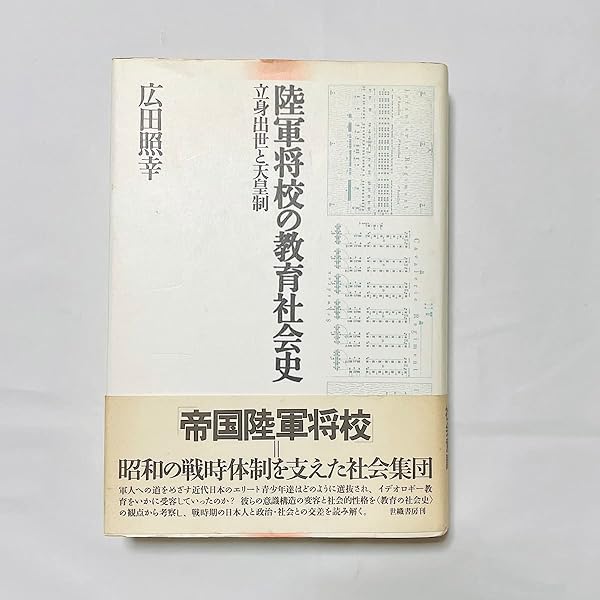 陸軍将校の教育社会史
立身出世と天皇制
広田照幸
「帝国陸軍将校」
＝
昭和の戦時体制を支えた社会集団
軍人への道をめざす近代日本のエリート青少年達はどのように選抜され、イデオロギー教
育をいかに受容していったのか? 彼らの意識構造の変容と社会的性格を〈教育の社会史〉
の観点から考察し、戦時期の日本人と政治・社会との交差を読み解く。
世織書房刊